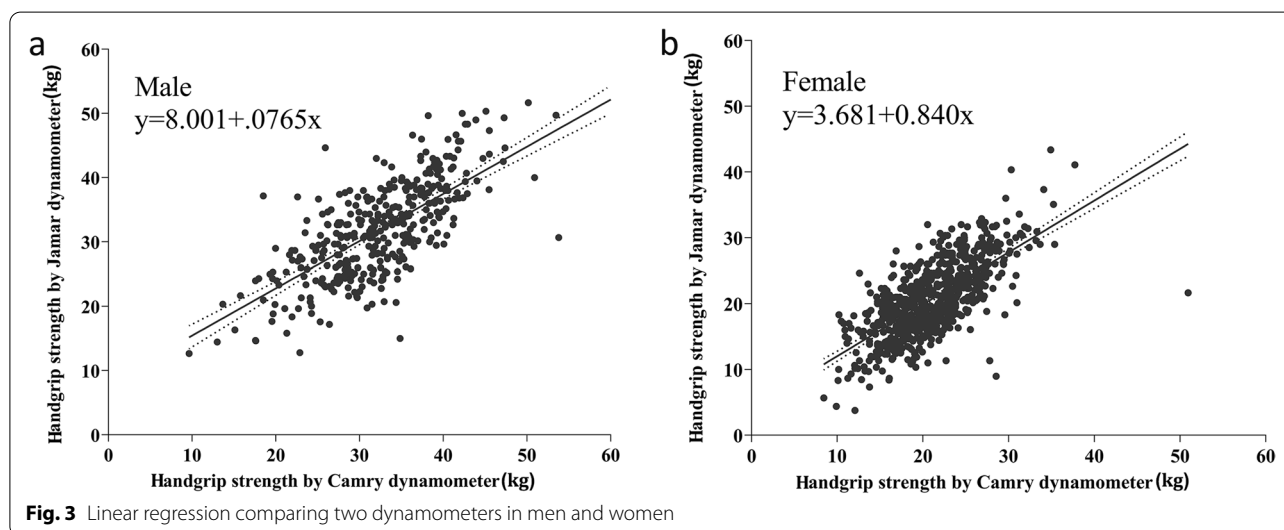 a
Handgrip strength by Jamar dynamometer(kg)
60
50
40
30
20
10
0
Male
y=8.001+.0765x
0 10 20 30 40 50 60
Handgrip strength by Camry dynamometer(kg)
b
Handgrip strength by Jamar dynamometer (kg)
60
50
40
30
20
10
0
Female
y=3.681+0.840x
0 10 20 30 40 50 60
Handgrip strength by Camry dynamometer(kg)
Fig. 3 Linear regression comparing two dynamometers in men and women